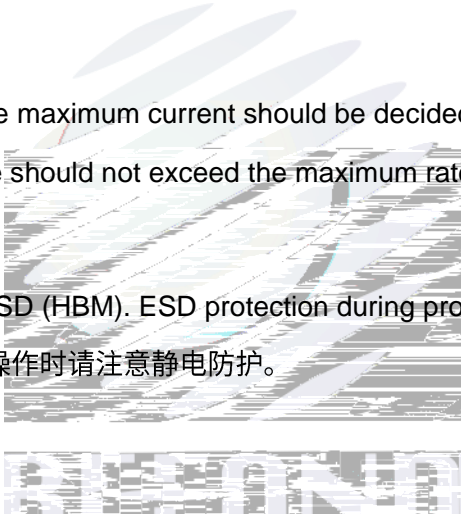 maximum current should be decided
should not exceed the maximum rate
SD (HBM). ESD protection during pro
操作时请注意静电防护。